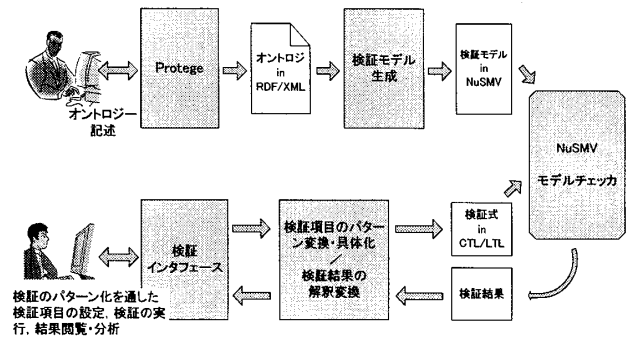 オントロジー
記述
Protege
オントロジ
in
RDF/XML
検証モデル
生成
検証モデル
in
NuSMV
NuSMV
モデルチェッカ
検証のパターン化を通した
検証項目の設定, 検証の実
行, 結果閲覧・分析
検証
インタフェース
検証項目のパター
ン変換・具体化
／
検証結果の
解釈変換
検証式
in
CTL/LTL
検証結果